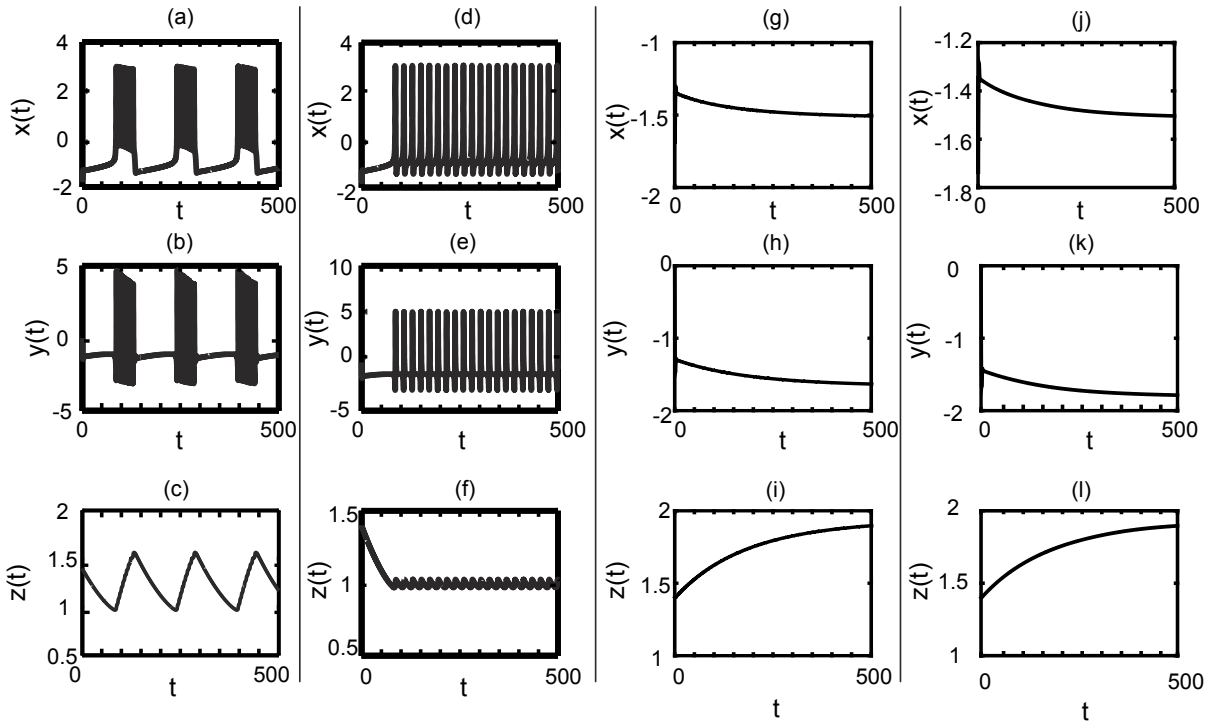 (a) (d) (g) (j)
4 4 -1 -1.2
3 2 0 -2 x(t)
2 0 -2 x(t)
-1.5 -2 x(t)
-1.4 -1.6 -1.8 x(t)
0 500 0 500 0 500 0 500
t t t t
(b) (e) (h) (k)
5 10 0 0
0 -5 y(t)
5 0 -5 y(t)
-1 -2 y(t)
-1 -2 y(t)
0 500 0 500 0 500 0 500
t t t t
(c) (f) (i) (l)
2 1.5 2 2
1.5 1 0.5 z(t)
1 0.5 z(t)
1.5 1 z(t)
1.5 1 z(t)
0 500 0 500 0 500 0 500
t t t t